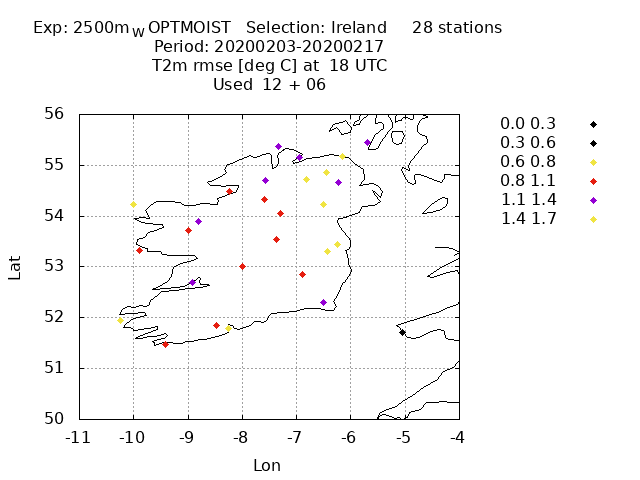 Exp: 2500m_W OPTMOIST Selection: Ireland 28 stations
Period: 20200203-20200217
T2m rmse [deg C] at 18 UTC
Used 12 + 06
56
55
54
53
52
51
50
-11 -10 -9 -8 -7 -6 -5 -4
Lat
Lon
0.0 0.3
0.3 0.6
0.6 0.8
0.8 1.1
1.1 1.4
1.4 1.7